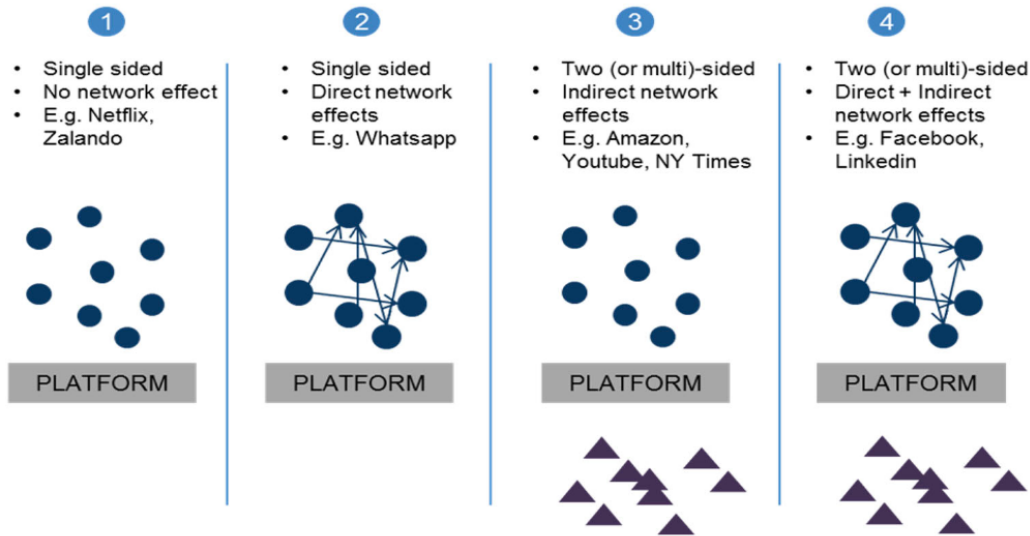 1
• Single sided
• No network effect
• E.g. Netflix,
Zalando
PLATFORM
2
• Single sided
• Direct network
effects
• E.g. Whatsapp
PLATFORM
3
• Two (or multi)-sided
• Indirect network
effects
• E.g. Amazon,
Youtube, NY Times
PLATFORM
4
• Two (or multi)-sided
• Direct + Indirect
network effects
• E.g. Facebook,
Linkedin
PLATFORM